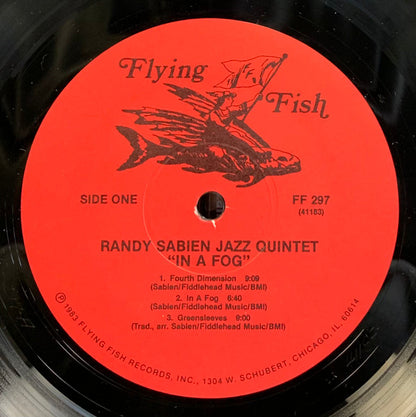 Flying
Fish
SIDE ONE
FF 297
(41183)
RANDY SABIEN JAZZ QUINTET
"IN A FOG"
1. Fourth Dimension 9:09
(Sabien/Fiddlehead Music/BMI)
2. In A Fog 6:40
(Sabien/Fiddlehead Music/BMI)
3. Greensleeves 9:00
(Trad., arr. Sabien/Fiddlehead Music/BMI)
℗ 1983 FLYING FISH RECORDS, INC., 1304 W. SCHUBERT, CHICAGO, IL. 60614